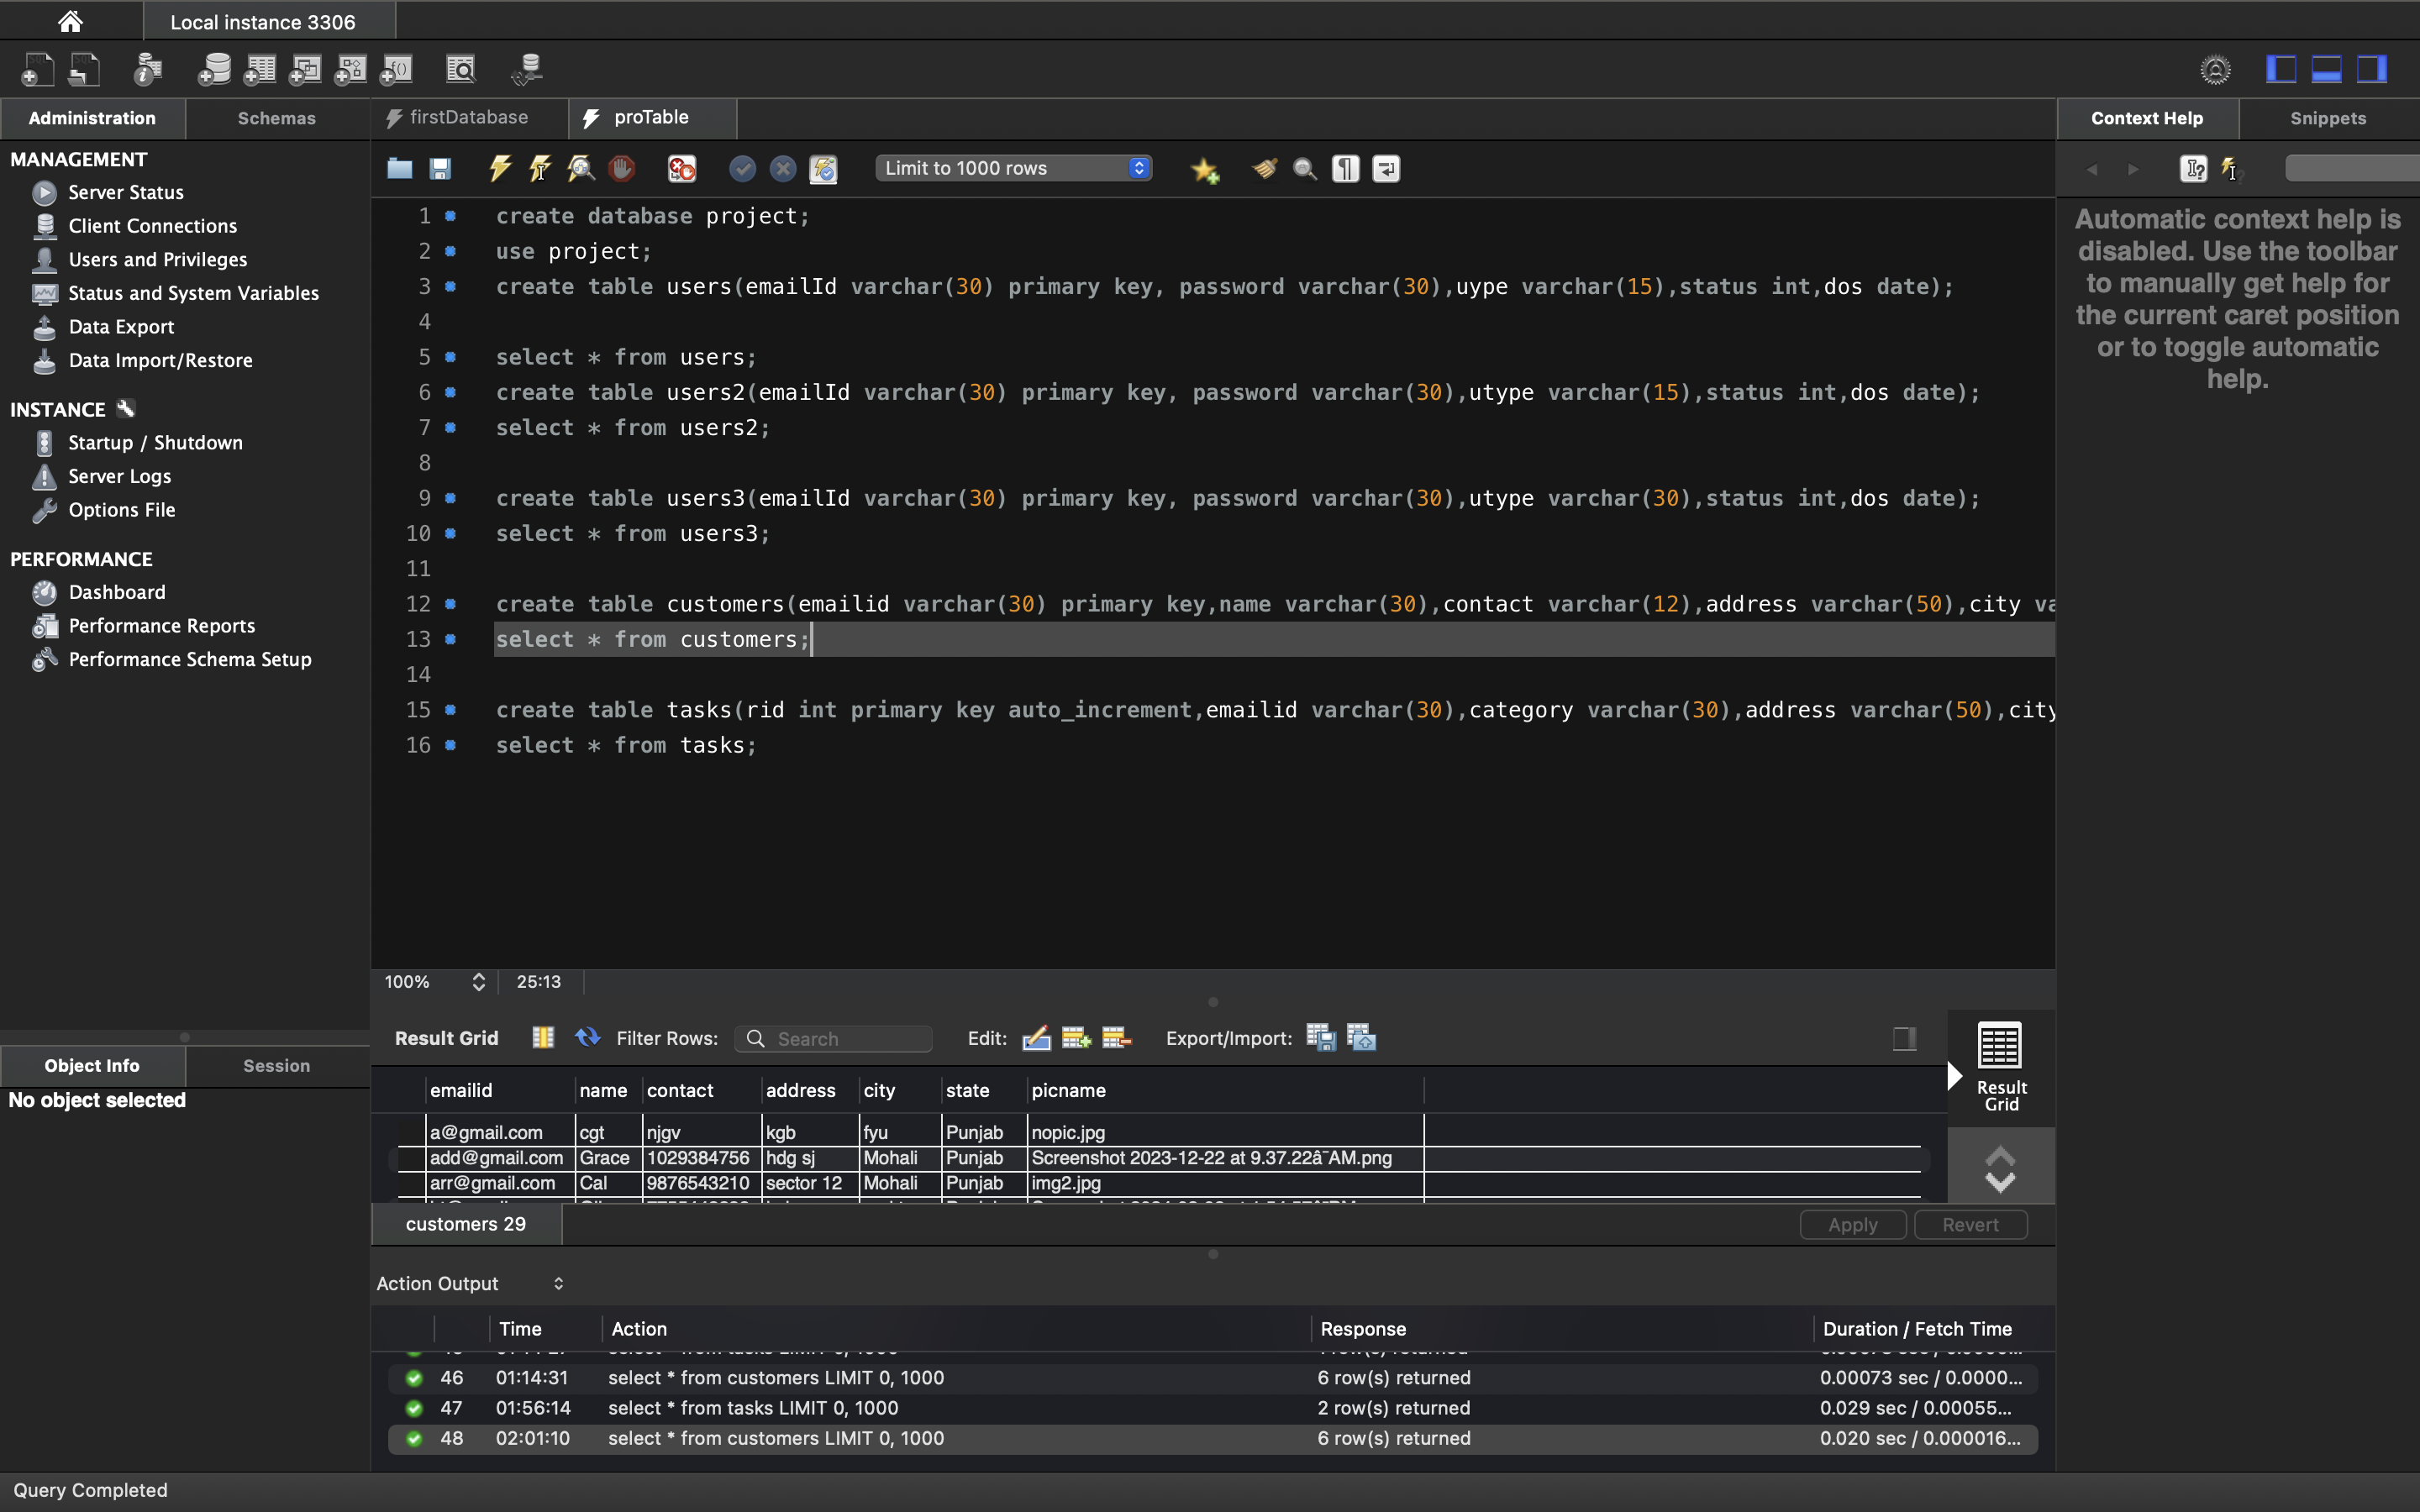 Local instance 3306
Administration Schemas
firstDatabase proTable
Context Help Snippets
MANAGEMENT
Server Status
Client Connections
Users and Privileges
Status and System Variables
Data Export
Data Import/Restore
INSTANCE
Startup / Shutdown
Server Logs
Options File
PERFORMANCE
Dashboard
Performance Reports
Performance Schema Setup
Object Info Session
No object selected
Limit to 1000 rows
1 create database project;
2 use project;
3 create table users(emailId varchar(30) primary key, password varchar(30),uype varchar(15),status int,dos date);
4
5 select * from users;
6 create table users2(emailId varchar(30) primary key, password varchar(30),utype varchar(15),status int,dos date);
7 select * from users2;
8
9 create table users3(emailId varchar(30) primary key, password varchar(30),utype varchar(30),status int,dos date);
10 select * from users3;
11
12 create table customers(emailid varchar(30) primary key,name varchar(30),contact varchar(12),address varchar(50),city va
13 select * from customers;
14
15 create table tasks(rid int primary key auto_increment,emailid varchar(30),category varchar(30),address varchar(50),city
16 select * from tasks;
100% 25:13
Result Grid Filter Rows: Search Edit: Export/Import:
emailid name contact address city state picname
a@gmail.com cgt njgv kgb fyu Punjab nopic.jpg
add@gmail.com Grace 1029384756 hdg sj Mohali Punjab Screenshot 2023-12-22 at 9.37.22â¯AM.png
arr@gmail.com Cal 9876543210 sector 12 Mohali Punjab img2.jpg
Result
Grid
customers 29 Apply Revert
Action Output
Time Action Response Duration / Fetch Time
46 01:14:31 select * from customers LIMIT 0, 1000 6 row(s) returned 0.00073 sec / 0.0000...
47 01:56:14 select * from tasks LIMIT 0, 1000 2 row(s) returned 0.029 sec / 0.00055...
48 02:01:10 select * from customers LIMIT 0, 1000 6 row(s) returned 0.020 sec / 0.000016...
Automatic context help is
disabled. Use the toolbar
to manually get help for
the current caret position
or to toggle automatic
help.
Query Completed